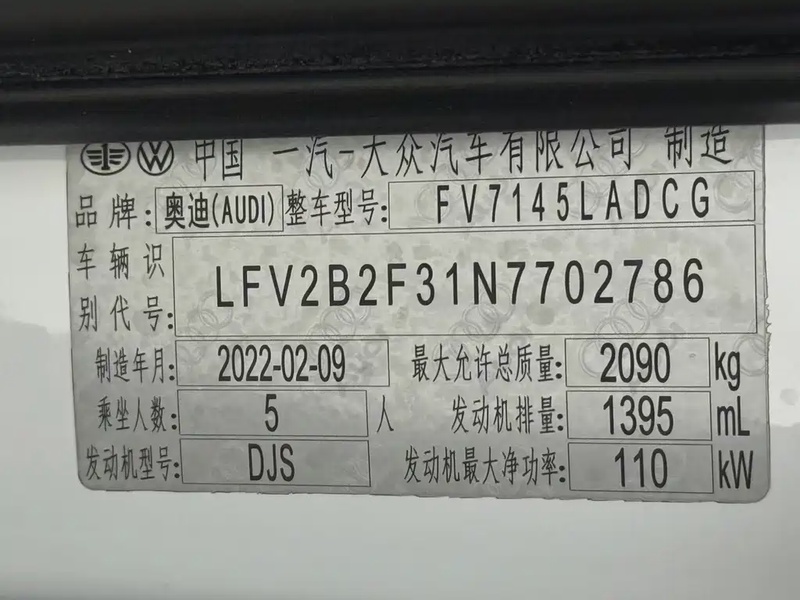 中国 一汽-大众汽车有限公司 制造
品牌: 奥迪(AUDI) 整车型号: FV7145LADCG
车辆识别代号: LFV2B2F31N7702786
制造年月: 2022-02-09 最大允许总质量: 2090 kg
乘坐人数: 5 人 发动机排量: 1395 mL
发动机型号: DJS 发动机最大净功率: 110 kW